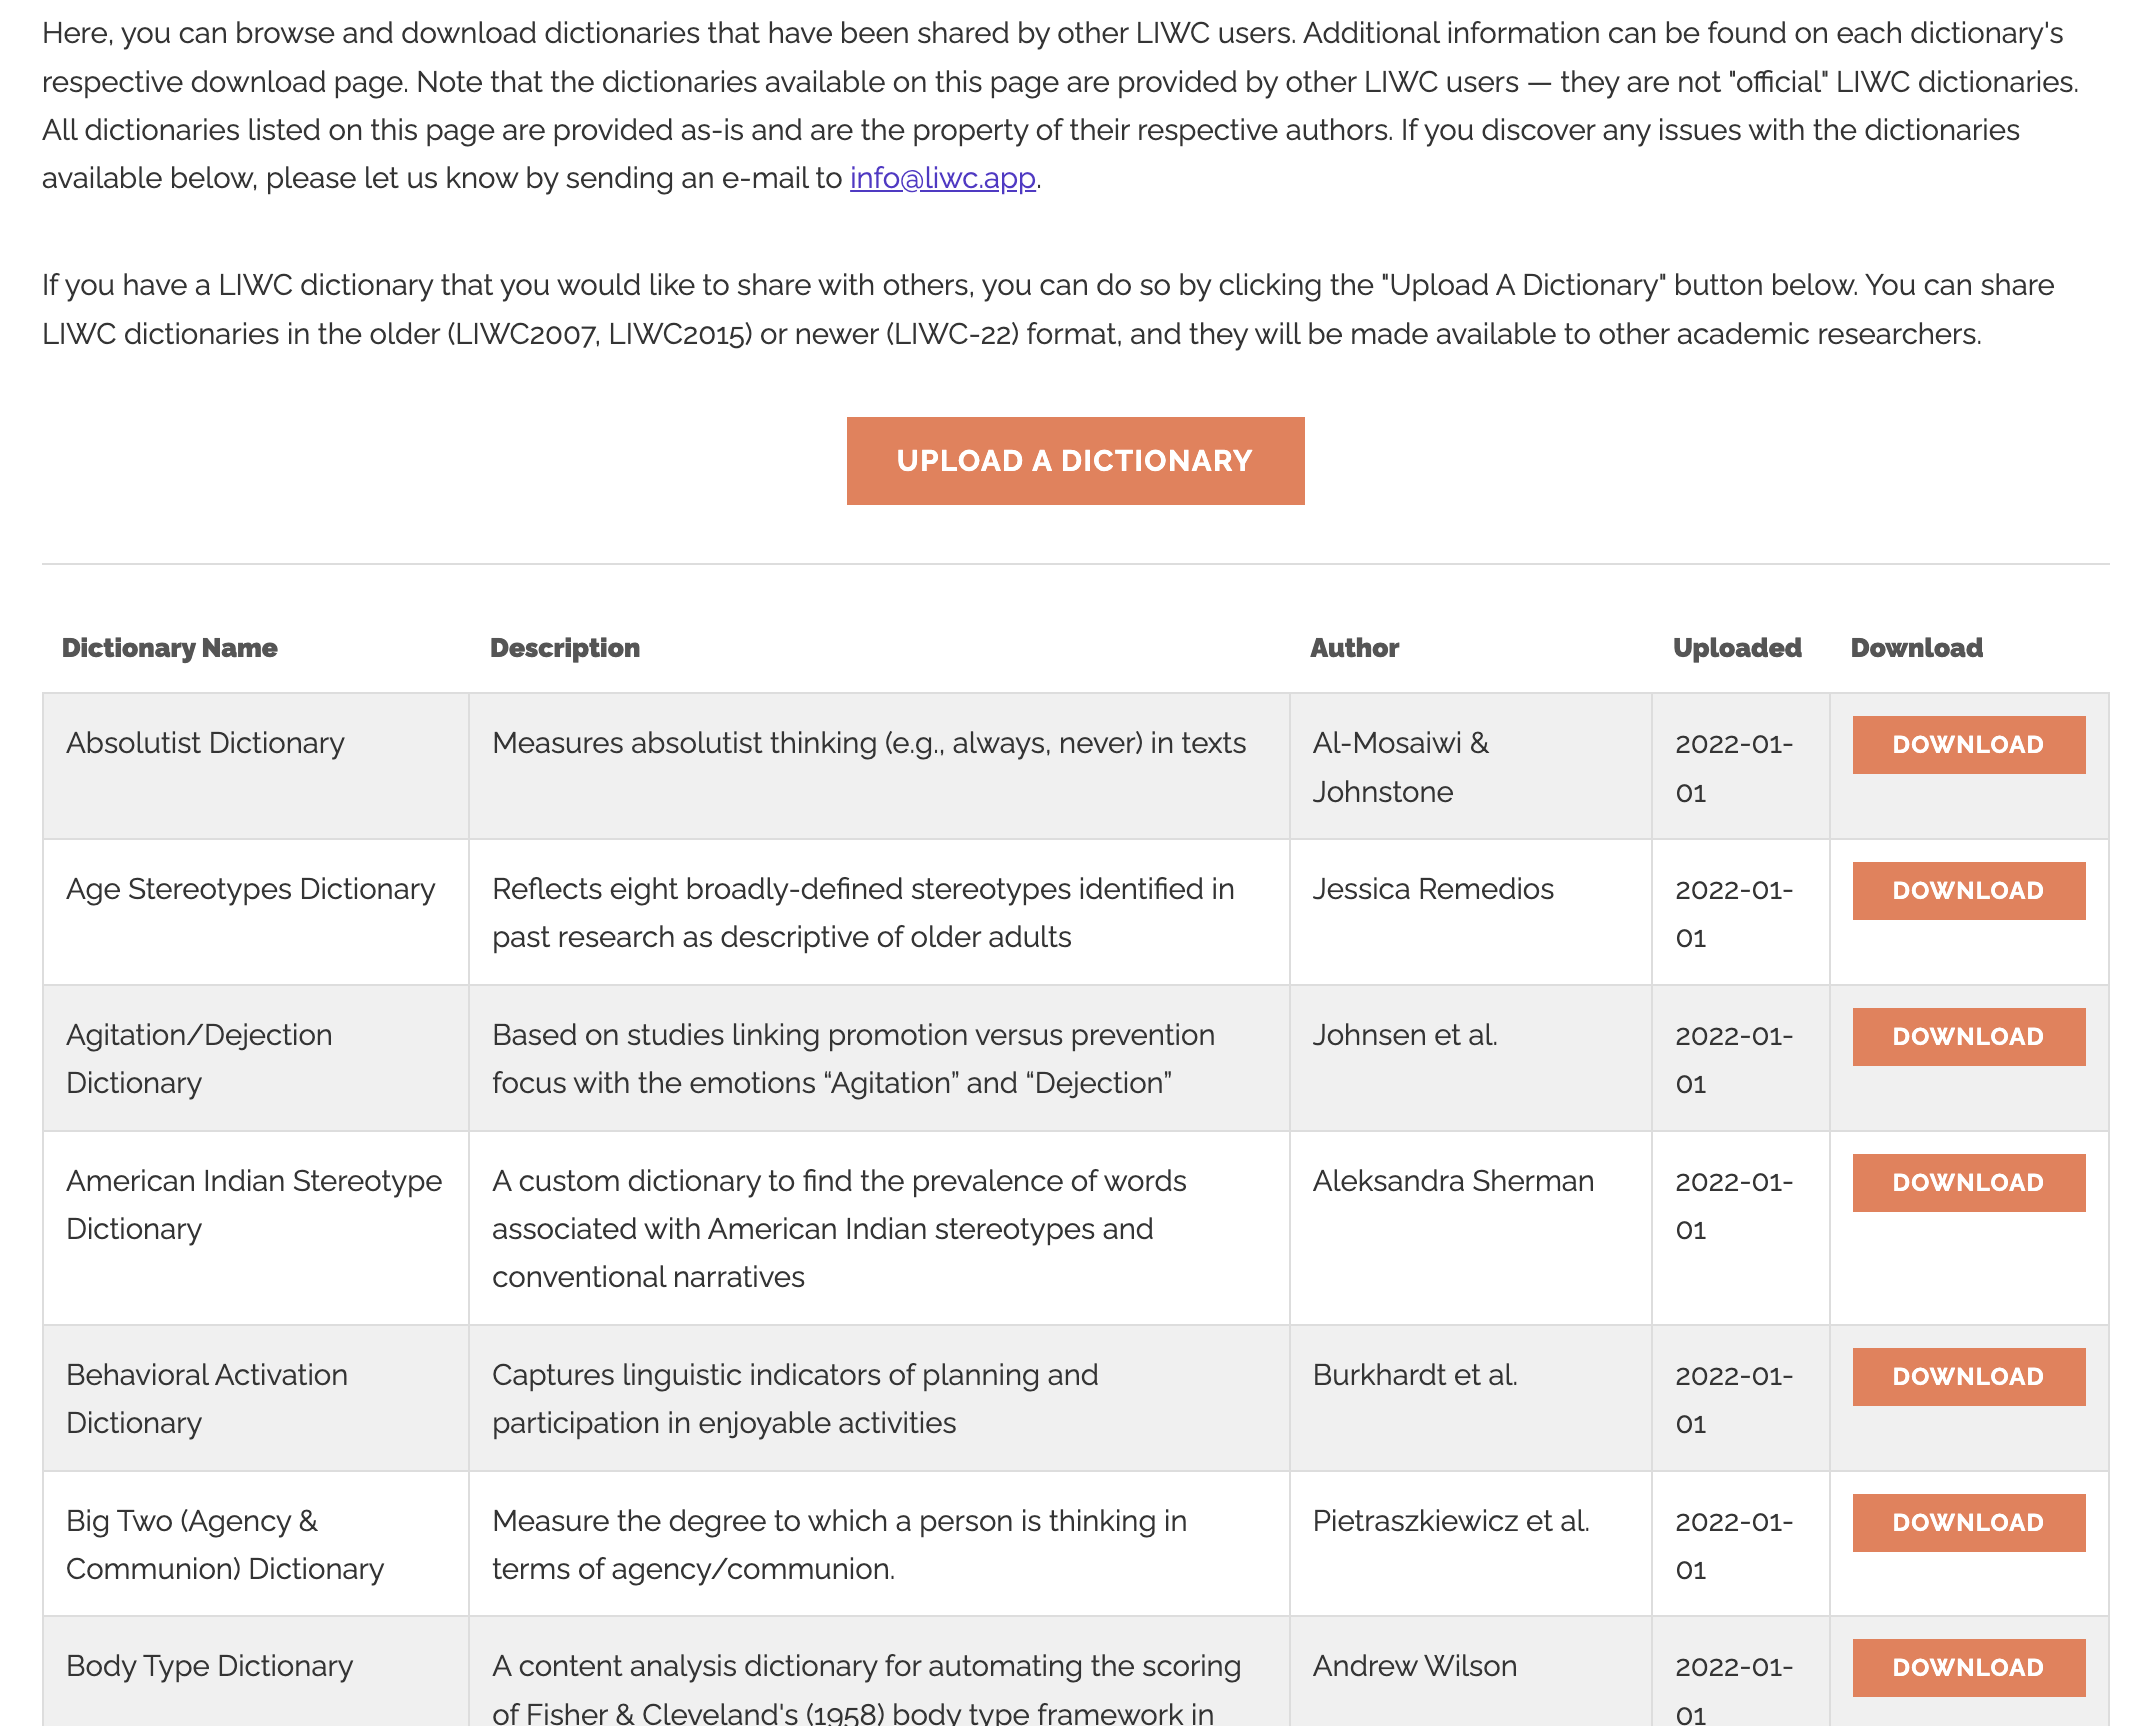 Here, you can browse and download dictionaries that have been shared by other LIWC users. Additional information can be found on each dictionary's
respective download page. Note that the dictionaries available on this page are provided by other LIWC users — they are not "official" LIWC dictionaries.
All dictionaries listed on this page are provided as-is and are the property of their respective authors. If you discover any issues with the dictionaries
available below, please let us know by sending an e-mail to info@liwc.app.
If you have a LIWC dictionary that you would like to share with others, you can do so by clicking the "Upload A Dictionary" button below. You can share
LIWC dictionaries in the older (LIWC2007, LIWC2015) or newer (LIWC-22) format, and they will be made available to other academic researchers.
UPLOAD A DICTIONARY
Dictionary Name Description Author Uploaded Download
Absolutist Dictionary Measures absolutist thinking (e.g., always, never) in texts Al-Mosaiwi & 2022-01- DOWNLOAD
Johnstone 01
Age Stereotypes Dictionary Reflects eight broadly-defined stereotypes identified in Jessica Remedios 2022-01- DOWNLOAD
past research as descriptive of older adults 01
Agitation/Dejection Based on studies linking promotion versus prevention Johnsen et al. 2022-01- DOWNLOAD
Dictionary focus with the emotions “Agitation” and “Dejection” 01
American Indian Stereotype A custom dictionary to find the prevalence of words Aleksandra Sherman 2022-01- DOWNLOAD
Dictionary associated with American Indian stereotypes and 01
conventional narratives
Behavioral Activation Captures linguistic indicators of planning and Burkhardt et al. 2022-01- DOWNLOAD
Dictionary participation in enjoyable activities 01
Big Two (Agency & Measure the degree to which a person is thinking in Pietraszkiewicz et al. 2022-01- DOWNLOAD
Communion) Dictionary terms of agency/communion. 01
Body Type Dictionary A content analysis dictionary for automating the scoring Andrew Wilson 2022-01- DOWNLOAD
of Fisher & Cleveland's (1958) body type framework in 01